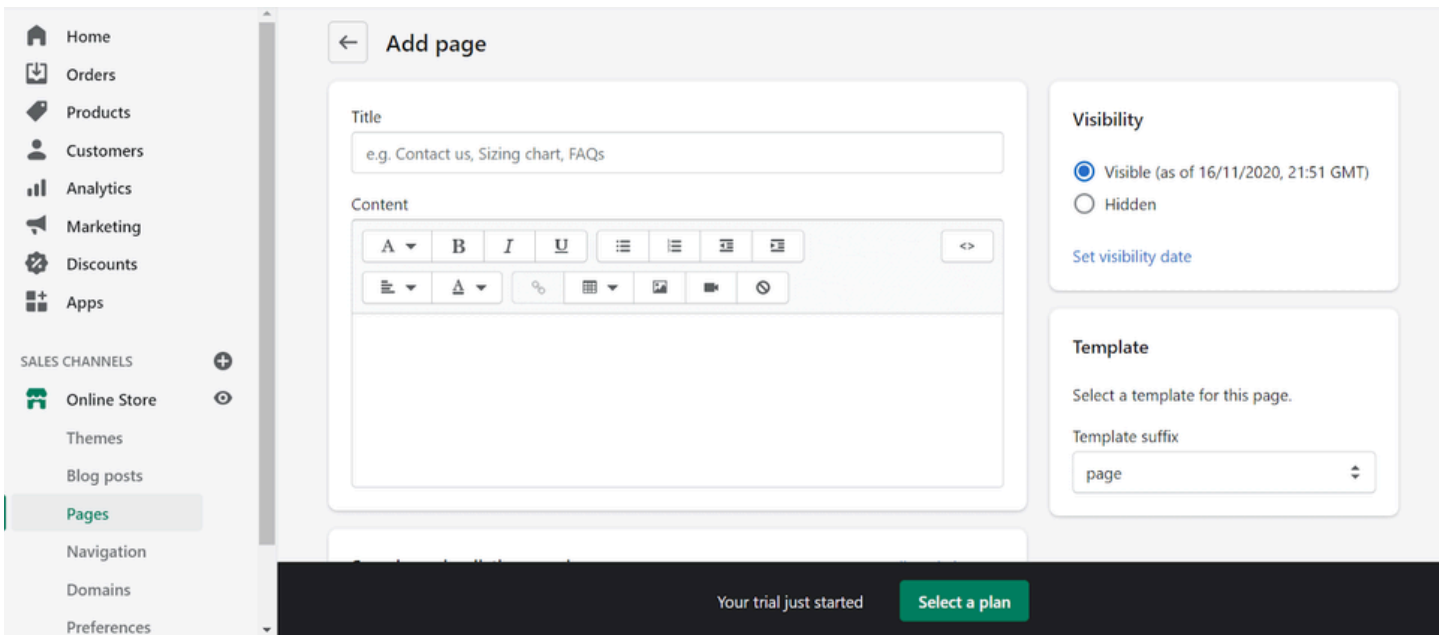 Home
Orders
Products
Customers
Analytics
Marketing
Discounts
Apps
SALES CHANNELS
Online Store
Themes
Blog posts
Pages
Navigation
Domains
Preferences
Add page
Title
e.g. Contact us, Sizing chart, FAQs
Content
A B I U
<>
A
Visibility
Visible (as of 16/11/2020, 21:51 GMT)
Hidden
Set visibility date
Template
Select a template for this page.
Template suffix
page
Your trial just started
Select a plan